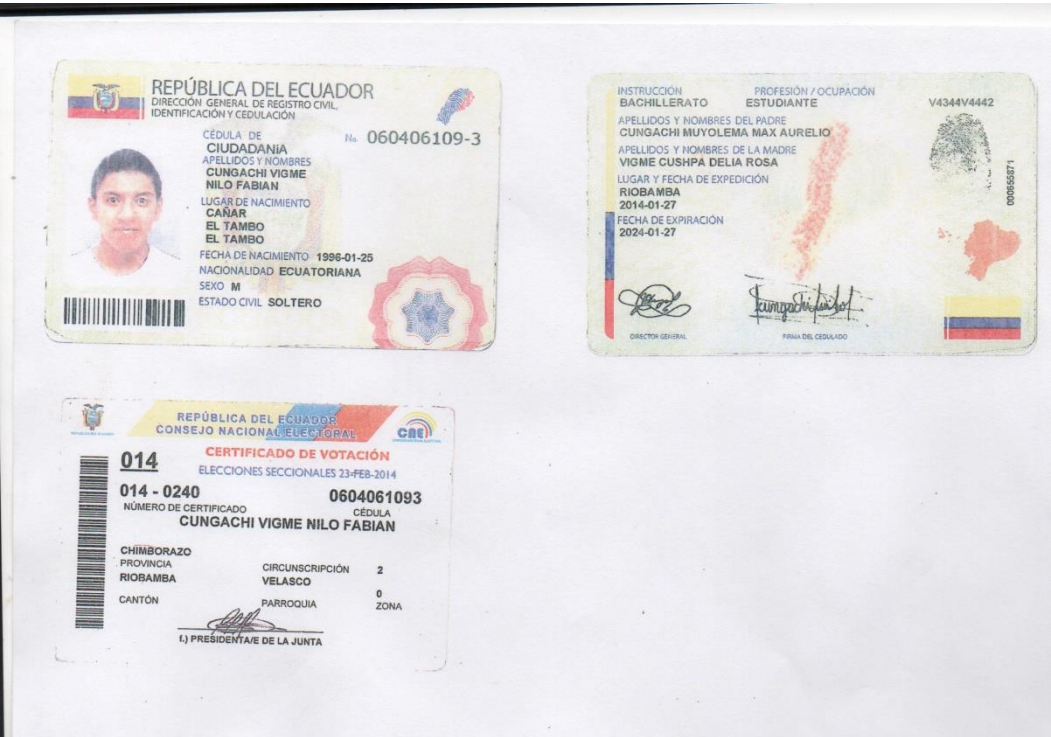 REPÚBLICA DEL ECUADOR
DIRECCIÓN GENERAL DE REGISTRO CIVIL,
IDENTIFICACIÓN Y CEDULACIÓN
CÉDULA DE No. 060406109-3
CIUDADANÍA
APELLIDOS Y NOMBRES
CUNGACHI VIGME
NILO FABIAN
LUGAR DE NACIMIENTO
CAÑAR
EL TAMBO
EL TAMBO
FECHA DE NACIMIENTO 1996-01-25
NACIONALIDAD ECUATORIANA
SEXO M
ESTADO CIVIL SOLTERO
INSTRUCCIÓN PROFESIÓN / OCUPACIÓN
BACHILLERATO ESTUDIANTE V4344V4442
APELLIDOS Y NOMBRES DEL PADRE
CUNGACHI MUYOLEMA MAX AURELIO
APELLIDOS Y NOMBRES DE LA MADRE
VIGME CUSHPA DELIA ROSA
LUGAR Y FECHA DE EXPEDICIÓN
RIOBAMBA
2014-01-27
FECHA DE EXPIRACIÓN
2024-01-27
000655871
DIRECTOR GENERAL FIRMA DEL CEDULADO
REPÚBLICA DEL ECUADOR
CONSEJO NACIONAL ELECTORAL
CNE
CERTIFICADO DE VOTACIÓN
014
ELECCIONES SECCIONALES 23-FEB-2014
014 - 0240 0604061093
NÚMERO DE CERTIFICADO CÉDULA
CUNGACHI VIGME NILO FABIAN
CHIMBORAZO
PROVINCIA CIRCUNSCRIPCIÓN 2
RIOBAMBA VELASCO
0
CANTÓN PARROQUIA ZONA
f.) PRESIDENTA/E DE LA JUNTA